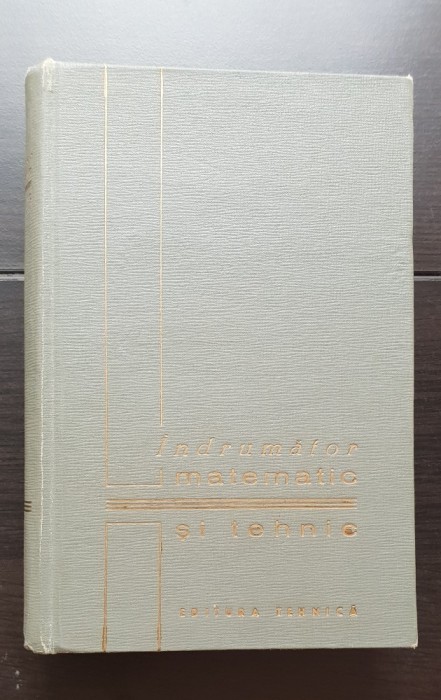 Îndrumător
matematic
și tehnic
EDITURA TEHNICĂ